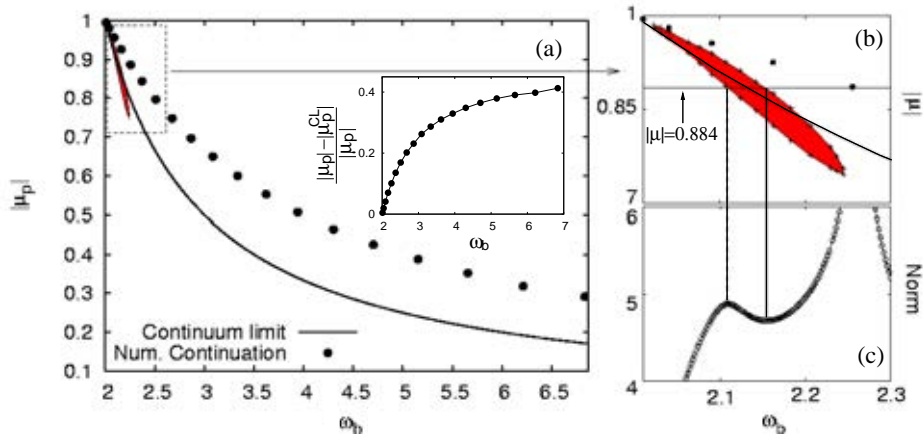 (a)
1
0.9
0.8
0.7
0.6
0.5
0.4
0.3
0.2
0.1
|μp|
2
2.5
3
3.5
4
4.5
5
5.5
6
6.5
ωb
Continuum limit
Num. Continuation
0.4
0.2
0
2
3
4
5
6
7
ωb
|μp|−|μpCL|
|μp|
(b)
1
0.85
7
|μ|
|μ|=0.884
6
5
4
Norm
(c)
2.1
2.2
2.3
ωb